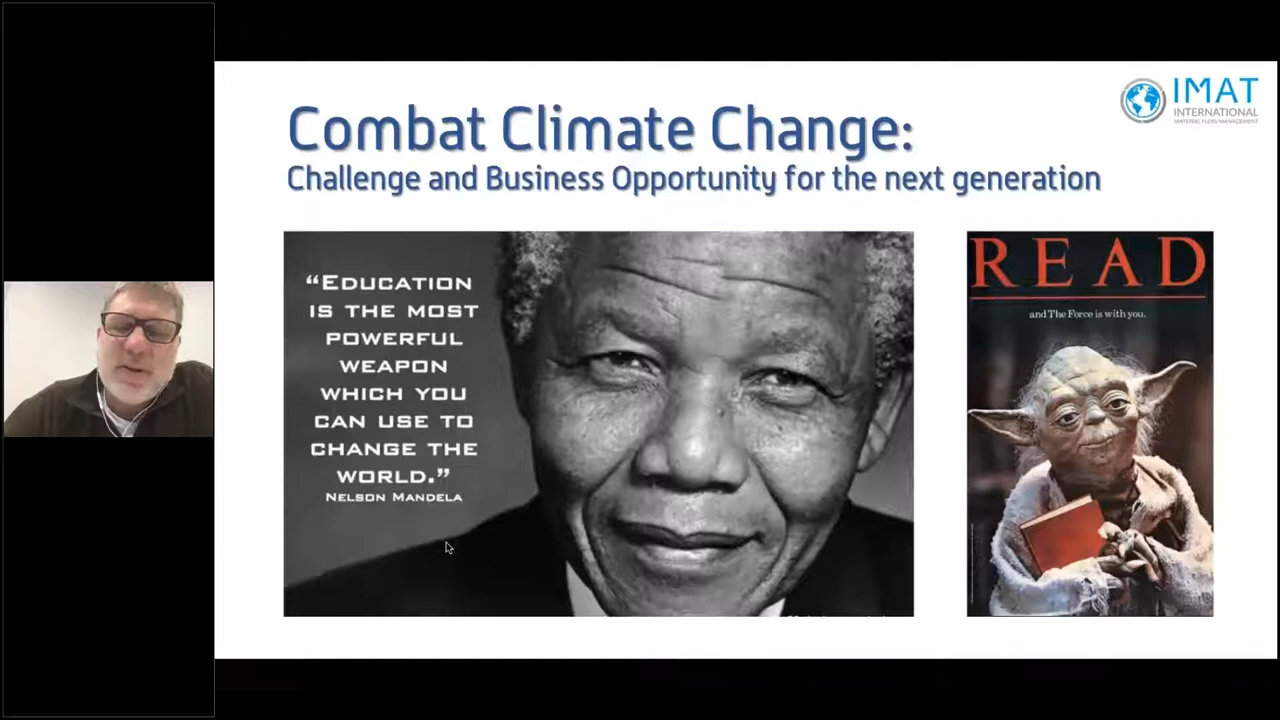 Combat Climate Change:
Challenge and Business Opportunity for the next generation
IMAT
INTERNATIONAL
MATERIAL FLOW MANAGEMENT
“EDUCATION
IS THE MOST
POWERFUL
WEAPON
WHICH YOU
CAN USE TO
CHANGE THE
WORLD.”
NELSON MANDELA
READ
and The Force is with you.